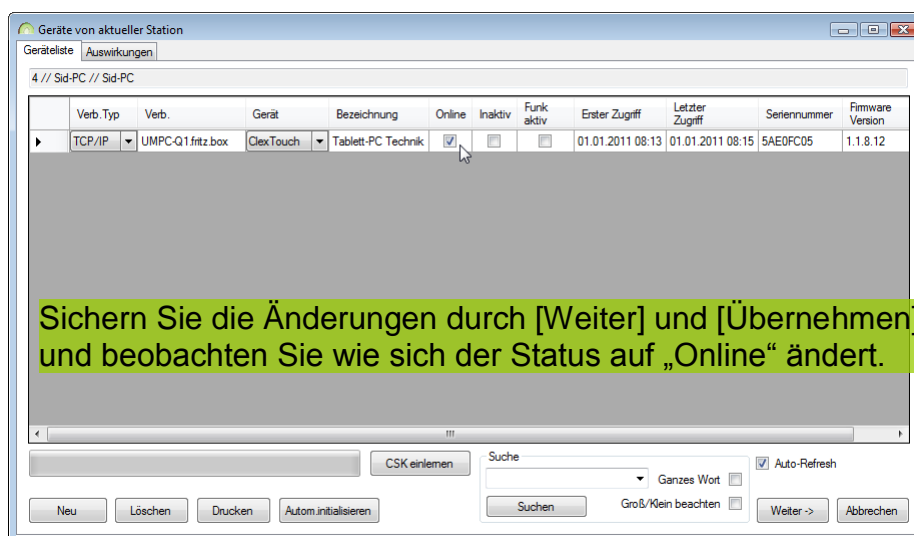 Geräte von aktueller Station
Geräteliste Auswirkungen
4 // Sid-PC // Sid-PC
Verb.Typ Verb. Gerät Bezeichnung Online Inaktiv Funk aktiv Erster Zugriff Letzter Zugriff Seriennummer Firmware Version
TCP/IP UMPC-Q1.fritz.box ClexTouch Tablett-PC Technik 01.01.2011 08:13 01.01.2011 08:15 5AE0FC05 1.1.8.12
Sichern Sie die Änderungen durch [Weiter] und [Übernehmen]
und beobachten Sie wie sich der Status auf „Online“ ändert.
CSK einlernen
Suche
Ganzes Wort
Auto-Refresh
Neu Löschen Drucken Autom.initialisieren Suchen Groß/Klein beachten Weiter -> Abbrechen